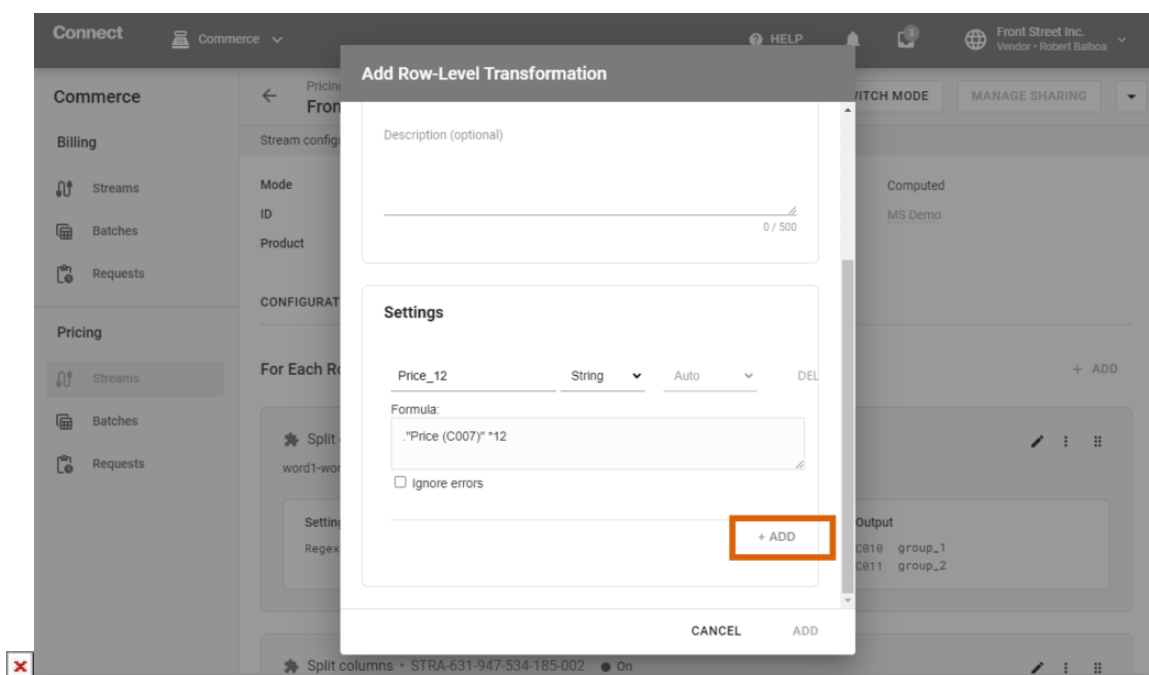 Connect
Commerce
HELP
3
Front Street Inc.
Vendor • Robert Balboa
Commerce
Billing
Streams
Batches
Requests
Pricing
Streams
Batches
Requests
Pricing
Fron
ITCH MODE
MANAGE SHARING
Stream config
Mode
ID
Product
Computed
MS Demo
CONFIGURAT
For Each Ro
+ ADD
Split
word1-wor
Setting
Regex
Output
C010 group_1
C011 group_2
Split columns • STRA-631-947-534-185-002 On
Add Row-Level Transformation
Description (optional)
0 / 500
Settings
Price_12 String Auto DEL
Formula:
."Price (C007)" *12
Ignore errors
+ ADD
CANCEL ADD